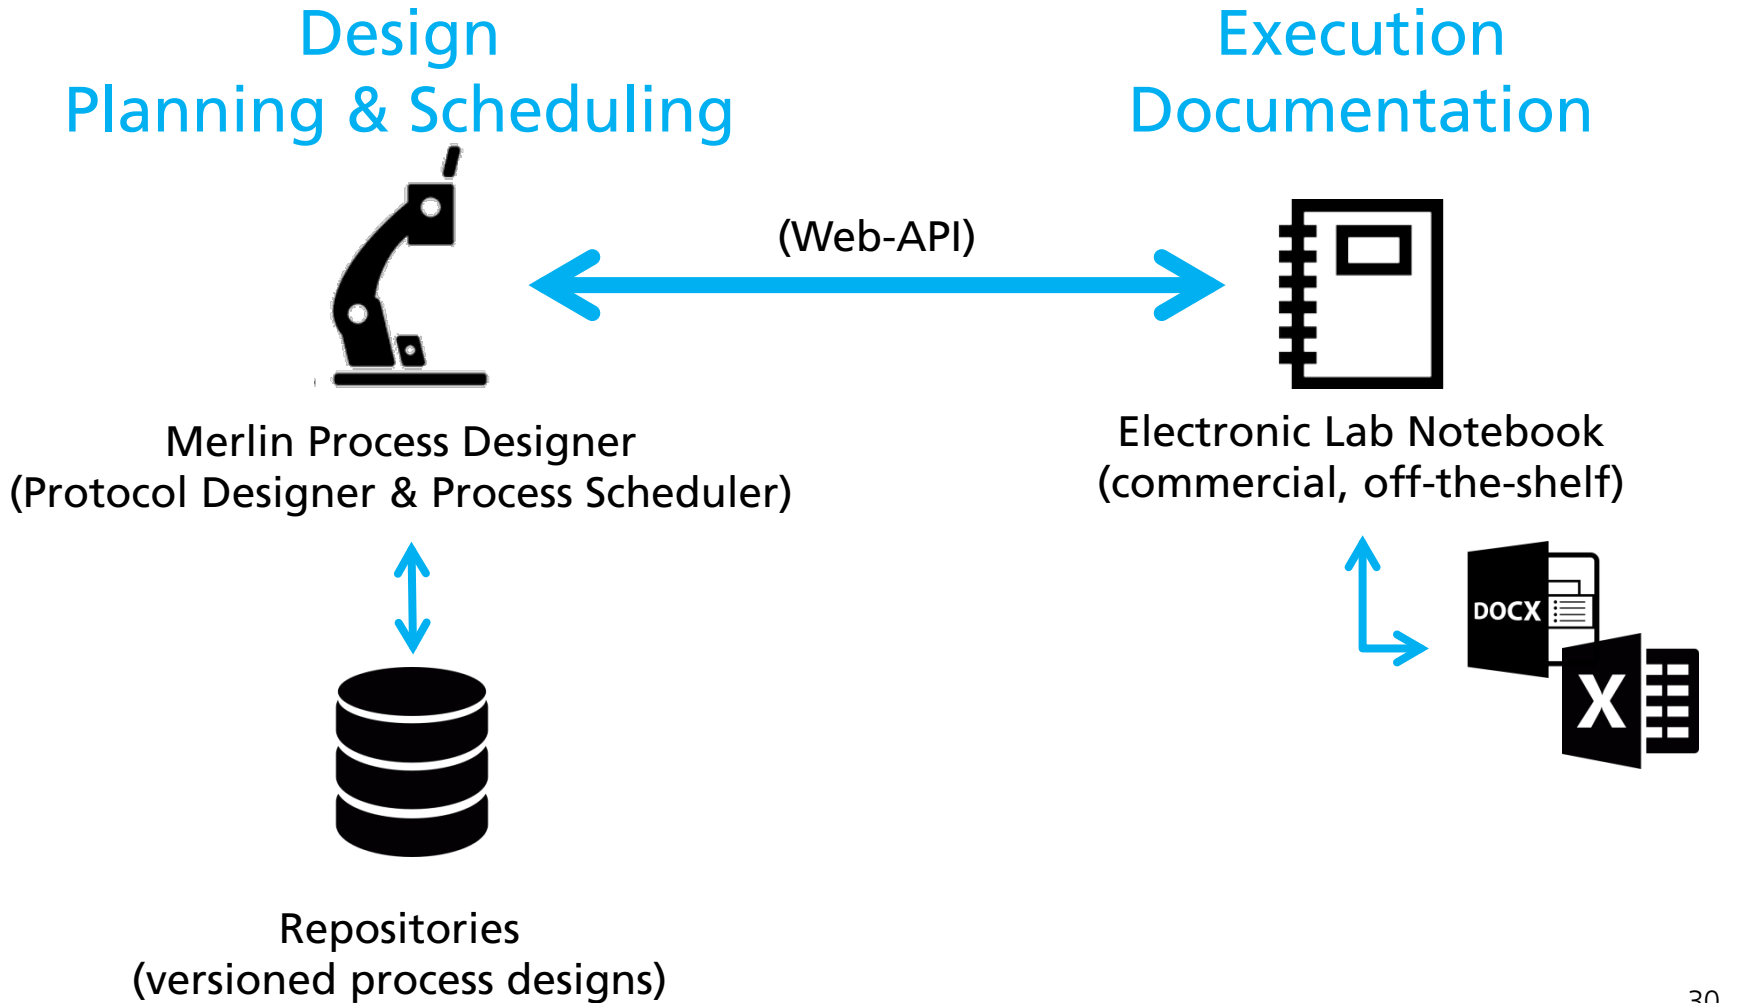 Design
Planning & Scheduling
Execution
Documentation
(Web-API)
Merlin Process Designer
(Protocol Designer & Process Scheduler)
Electronic Lab Notebook
(commercial, off-the-shelf)
DOCX
X
Repositories
(versioned process designs)
30